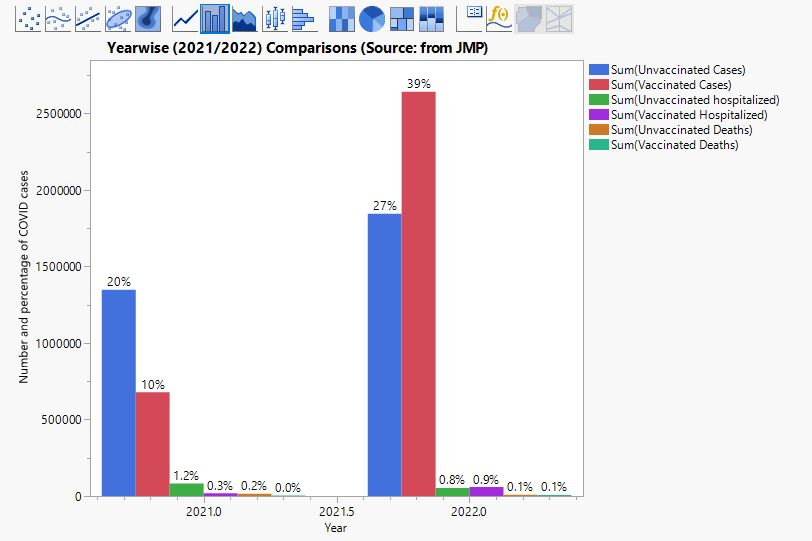 f(x)
Yearwise (2021/2022) Comparisons (Source: from JMP)
Number and percentage of COVID cases
2500000
2000000
1500000
1000000
500000
0
20%
10%
1.2%
0.3%
0.2%
0.0%
27%
39%
0.8%
0.9%
0.1%
0.1%
2021.0
2021.5
2022.0
Year
Sum(Unvaccinated Cases)
Sum(Vaccinated Cases)
Sum(Unvaccinated hospitalized)
Sum(Vaccinated Hospitalized)
Sum(Unvaccinated Deaths)
Sum(Vaccinated Deaths)